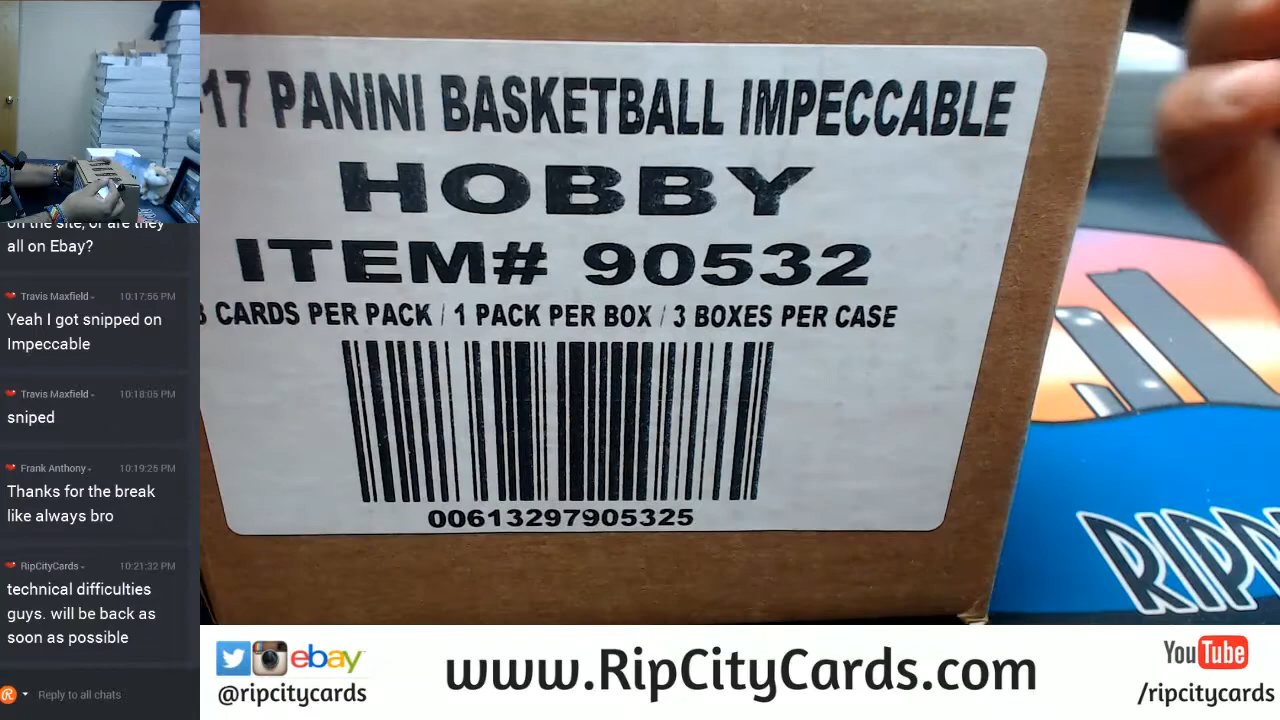 on the site, or are they
all on Ebay?
Travis Maxfield - 10:17:56 PM
Yeah I got snipped on
Impeccable
Travis Maxfield - 10:18:05 PM
sniped
Frank Anthony - 10:19:25 PM
Thanks for the break
like always bro
RipCityCards - 10:21:32 PM
technical difficulties
guys. will be back as
soon as possible
Reply to all chats
17 PANINI BASKETBALL IMPECCABLE
HOBBY
ITEM# 90532
CARDS PER PACK / 1 PACK PER BOX / 3 BOXES PER CASE
00613297905325
RIPP
ebay
@ripcitycards
www.RipCityCards.com
YouTube
/ripcitycards